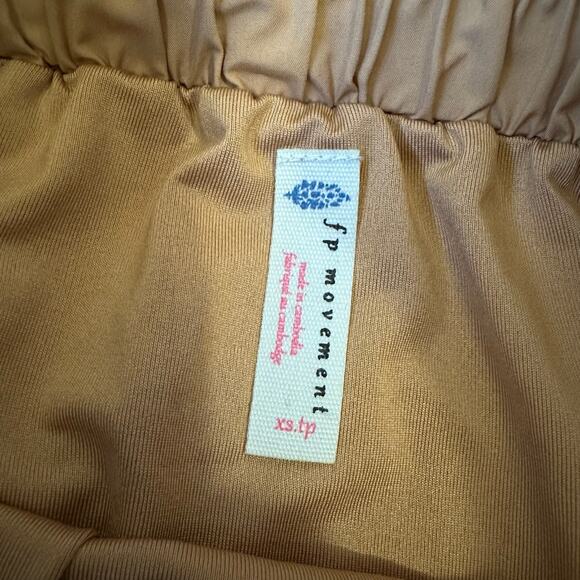 fp movement
made in cambodia
fabriqué au cambodge
xs.tp